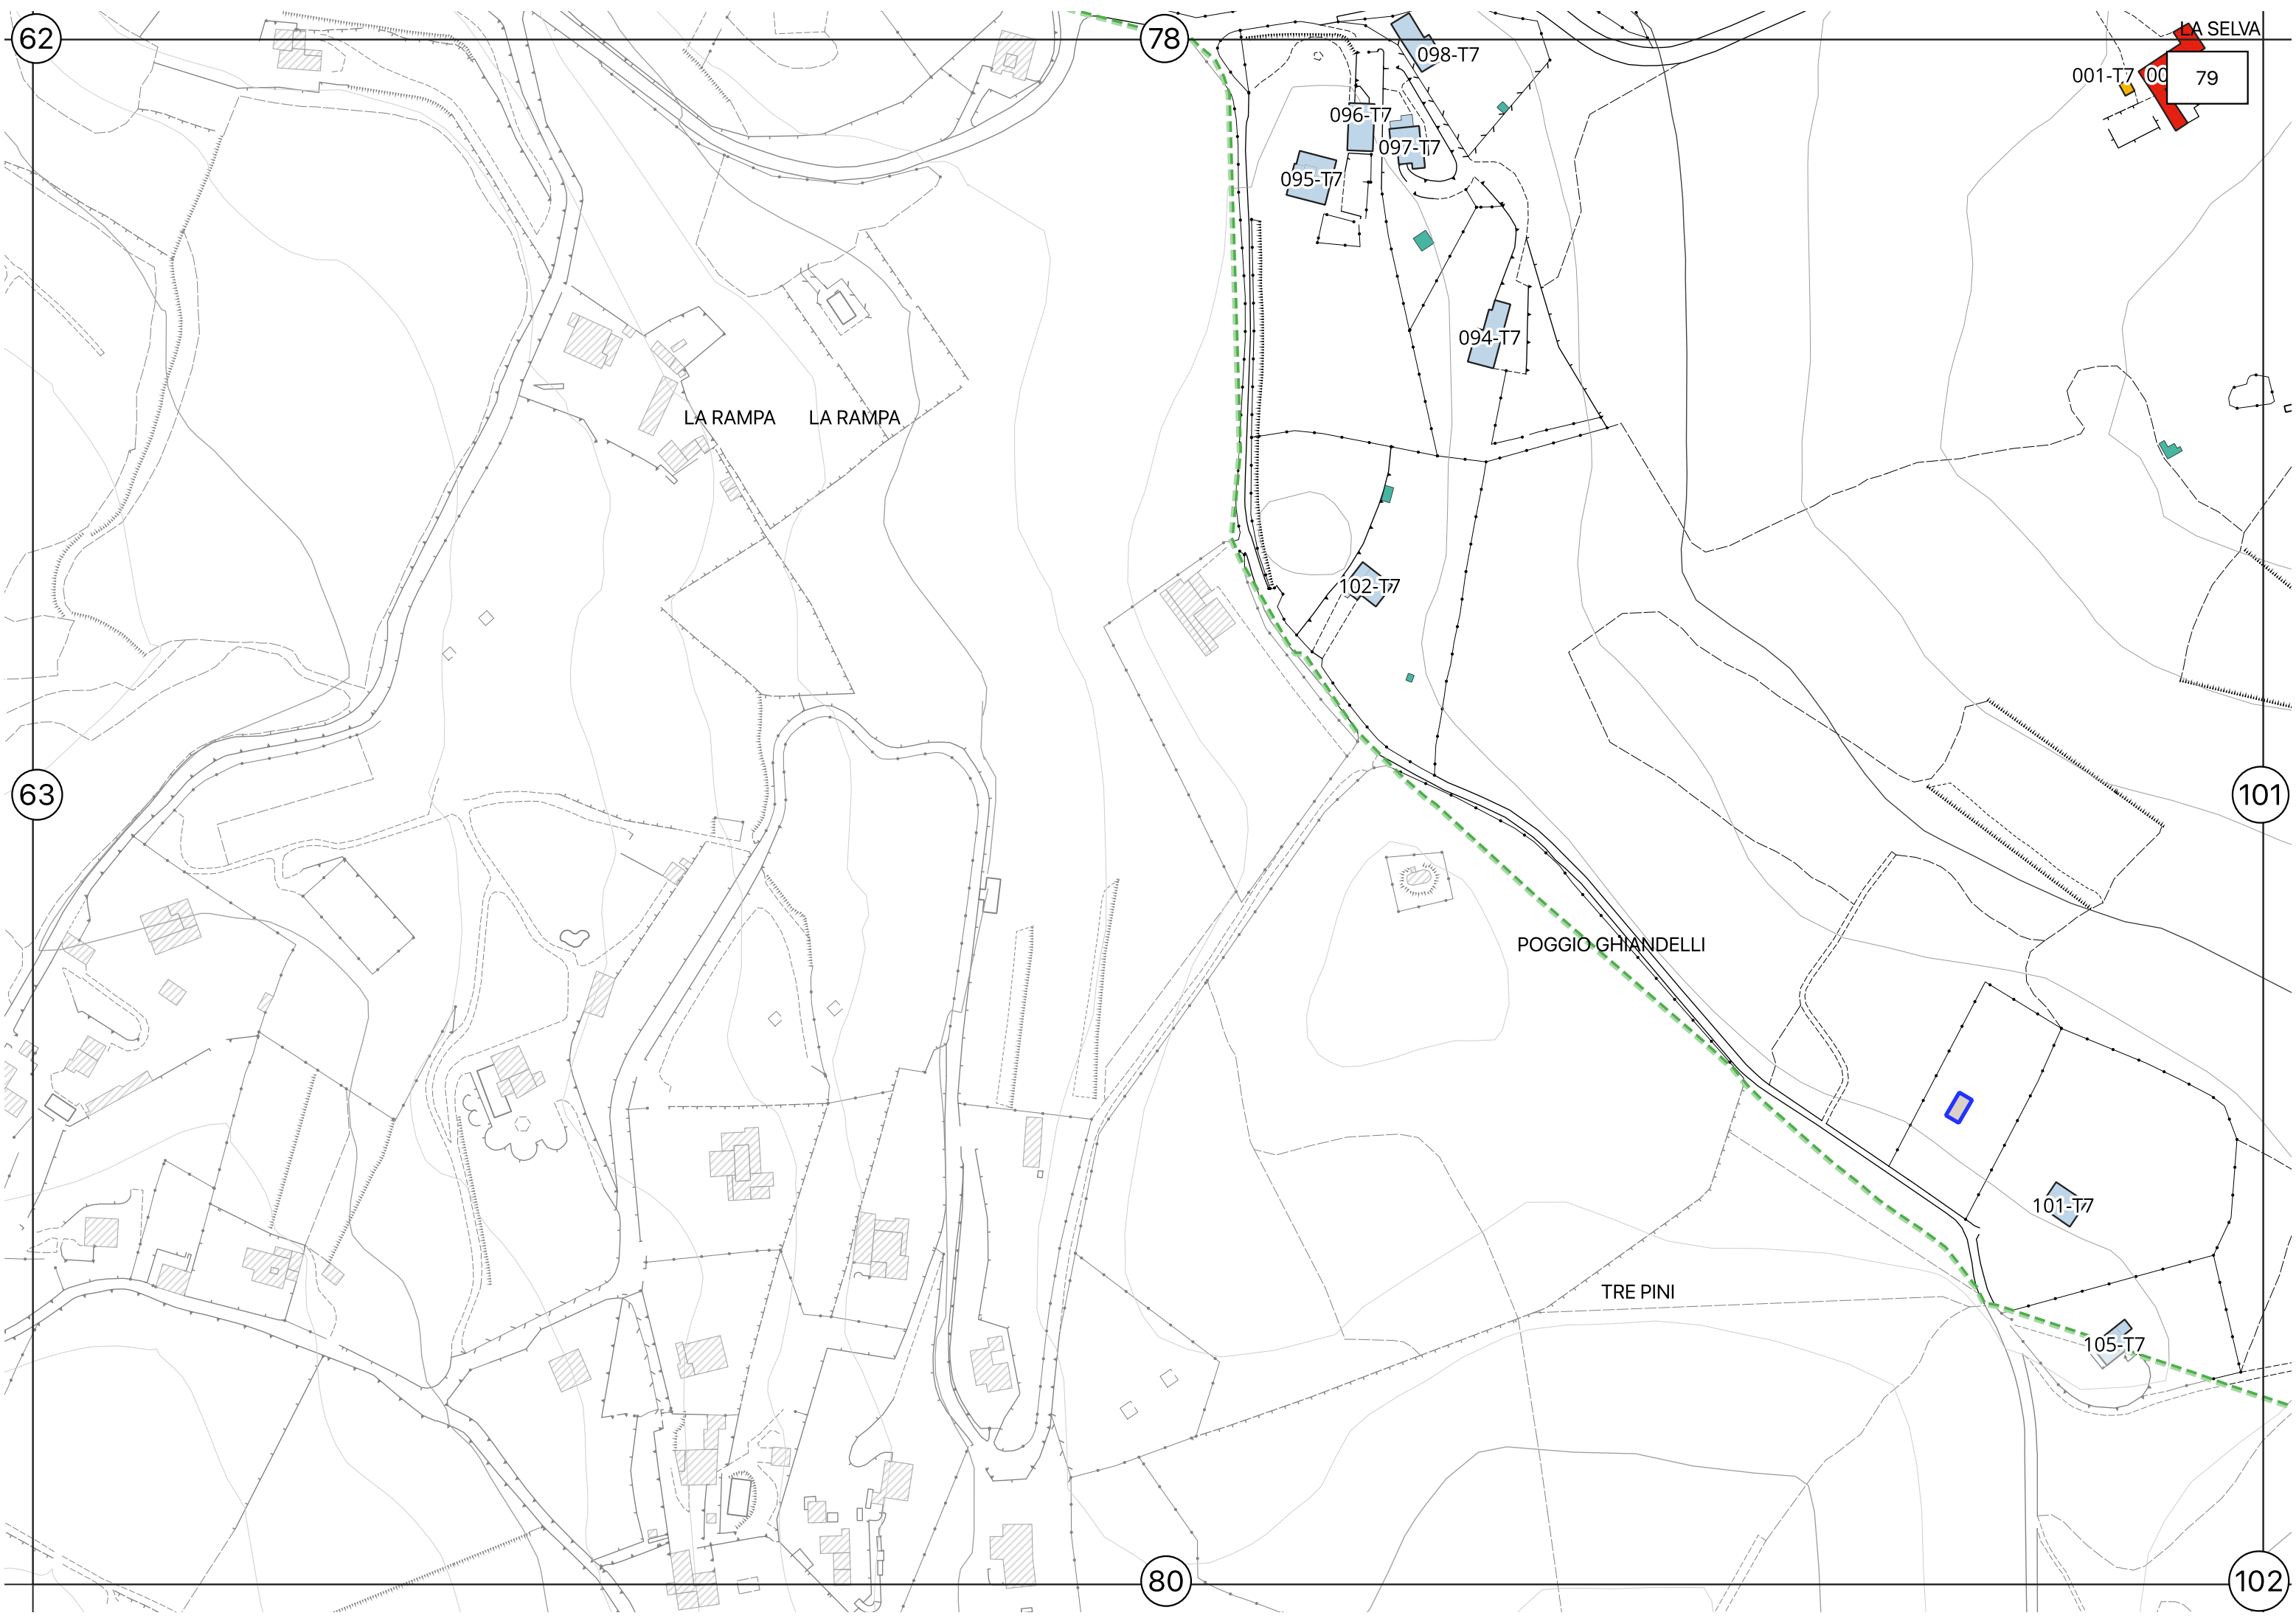 62
78
LA SELVA
098-T7
001-T7
00
79
096-T7
097-T7
095-T7
094-T7
LA RAMPA
LA RAMPA
102-T7
63
101
POGGIO GHIANDELLI
101-T7
TRE PINI
105-T7
80
102